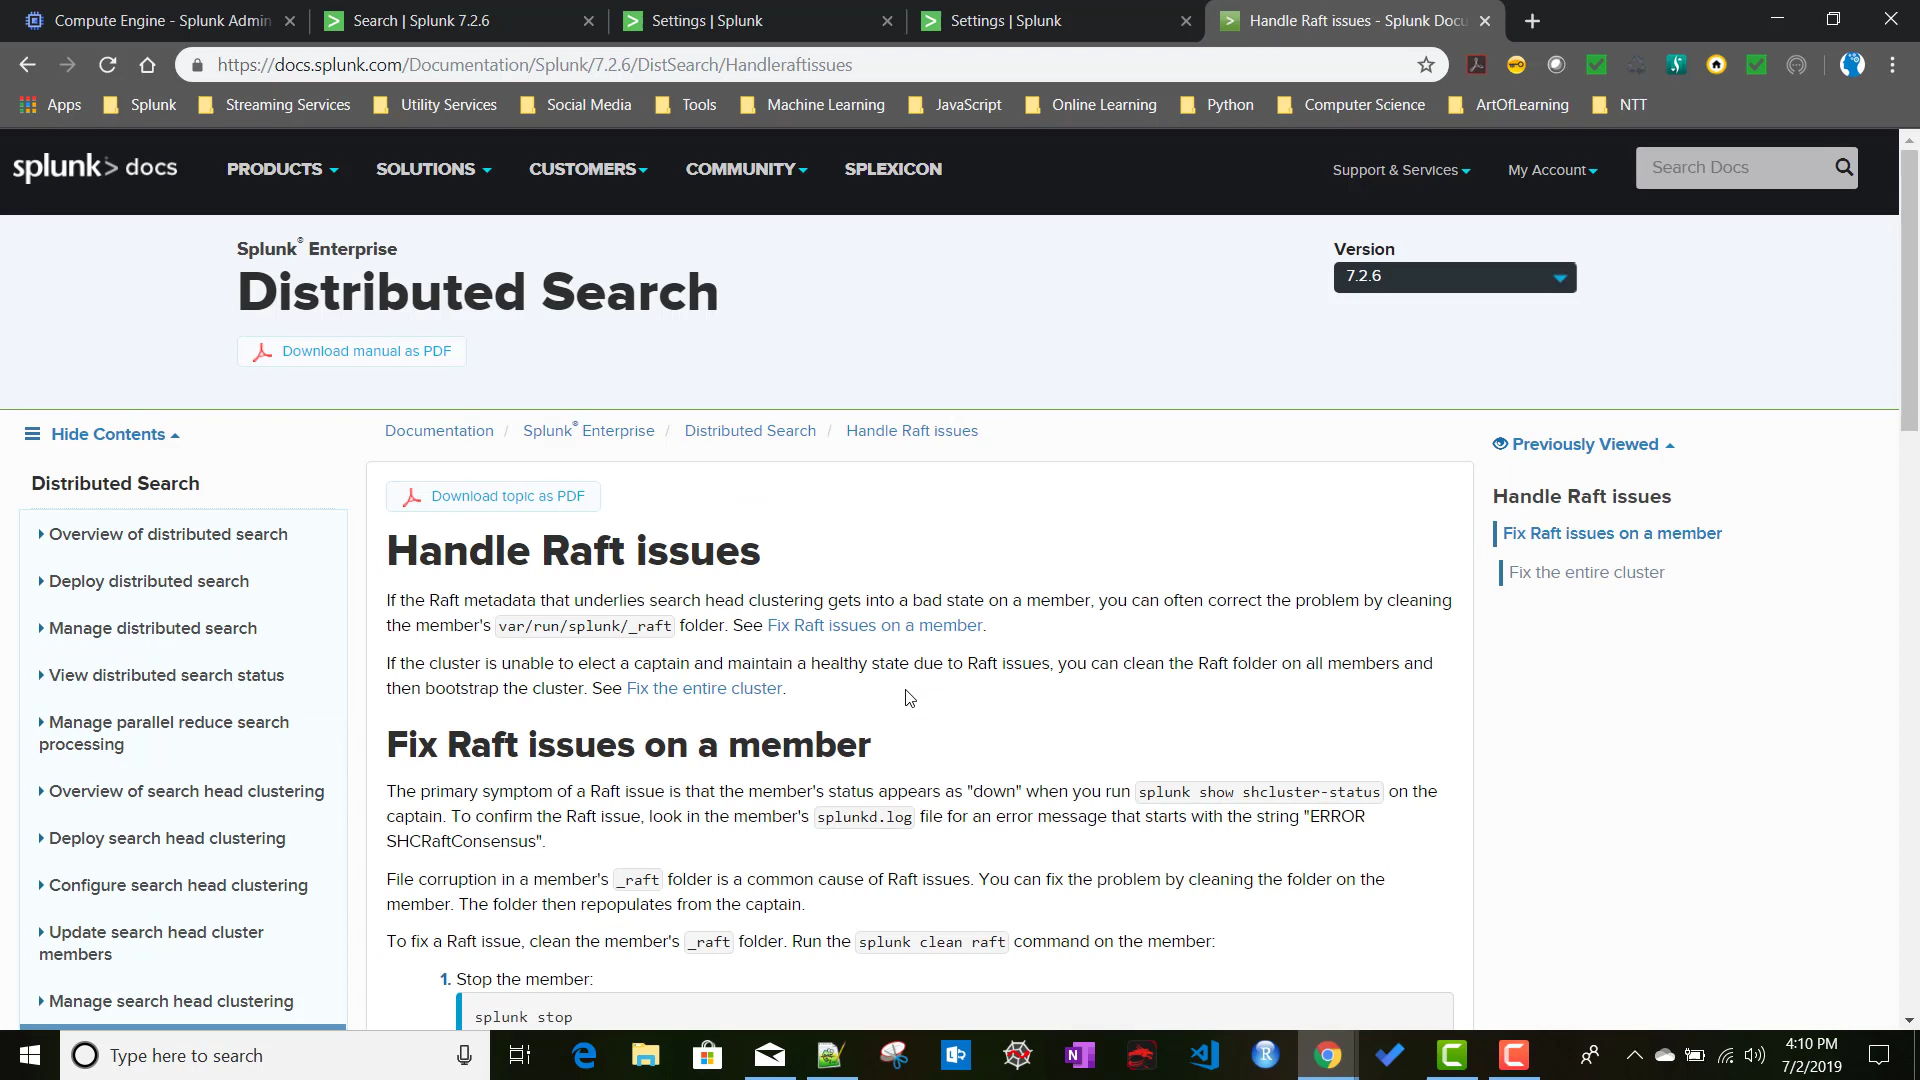 Compute Engine - Splunk Admin
Search | Splunk 7.2.6
Settings | Splunk
Settings | Splunk
Handle Raft issues - Splunk Docu
https://docs.splunk.com/Documentation/Splunk/7.2.6/DistSearch/Handleraftissues
Apps
Splunk
Streaming Services
Utility Services
Social Media
Tools
Machine Learning
JavaScript
Online Learning
Python
Computer Science
ArtOfLearning
NTT
splunk> docs
PRODUCTS
SOLUTIONS
CUSTOMERS
COMMUNITY
SPLEXICON
Support & Services
My Account
Search Docs
Splunk® Enterprise
Distributed Search
Download manual as PDF
Version
7.2.6
Hide Contents
Documentation / Splunk® Enterprise / Distributed Search / Handle Raft issues
Previously Viewed
Distributed Search
Overview of distributed search
Deploy distributed search
Manage distributed search
View distributed search status
Manage parallel reduce search
processing
Overview of search head clustering
Deploy search head clustering
Configure search head clustering
Update search head cluster
members
Manage search head clustering
Download topic as PDF
Handle Raft issues
If the Raft metadata that underlies search head clustering gets into a bad state on a member, you can often correct the problem by cleaning
the member's var/run/splunk/_raft folder. See Fix Raft issues on a member.
If the cluster is unable to elect a captain and maintain a healthy state due to Raft issues, you can clean the Raft folder on all members and
then bootstrap the cluster. See Fix the entire cluster.
Fix Raft issues on a member
The primary symptom of a Raft issue is that the member's status appears as "down" when you run splunk show shcluster-status on the
captain. To confirm the Raft issue, look in the member's splunkd.log file for an error message that starts with the string "ERROR
SHCRaftConsensus".
File corruption in a member's _raft folder is a common cause of Raft issues. You can fix the problem by cleaning the folder on the
member. The folder then repopulates from the captain.
To fix a Raft issue, clean the member's _raft folder. Run the splunk clean raft command on the member:
1. Stop the member:
splunk stop
Handle Raft issues
Fix Raft issues on a member
Fix the entire cluster
Type here to search
4:10 PM
7/2/2019